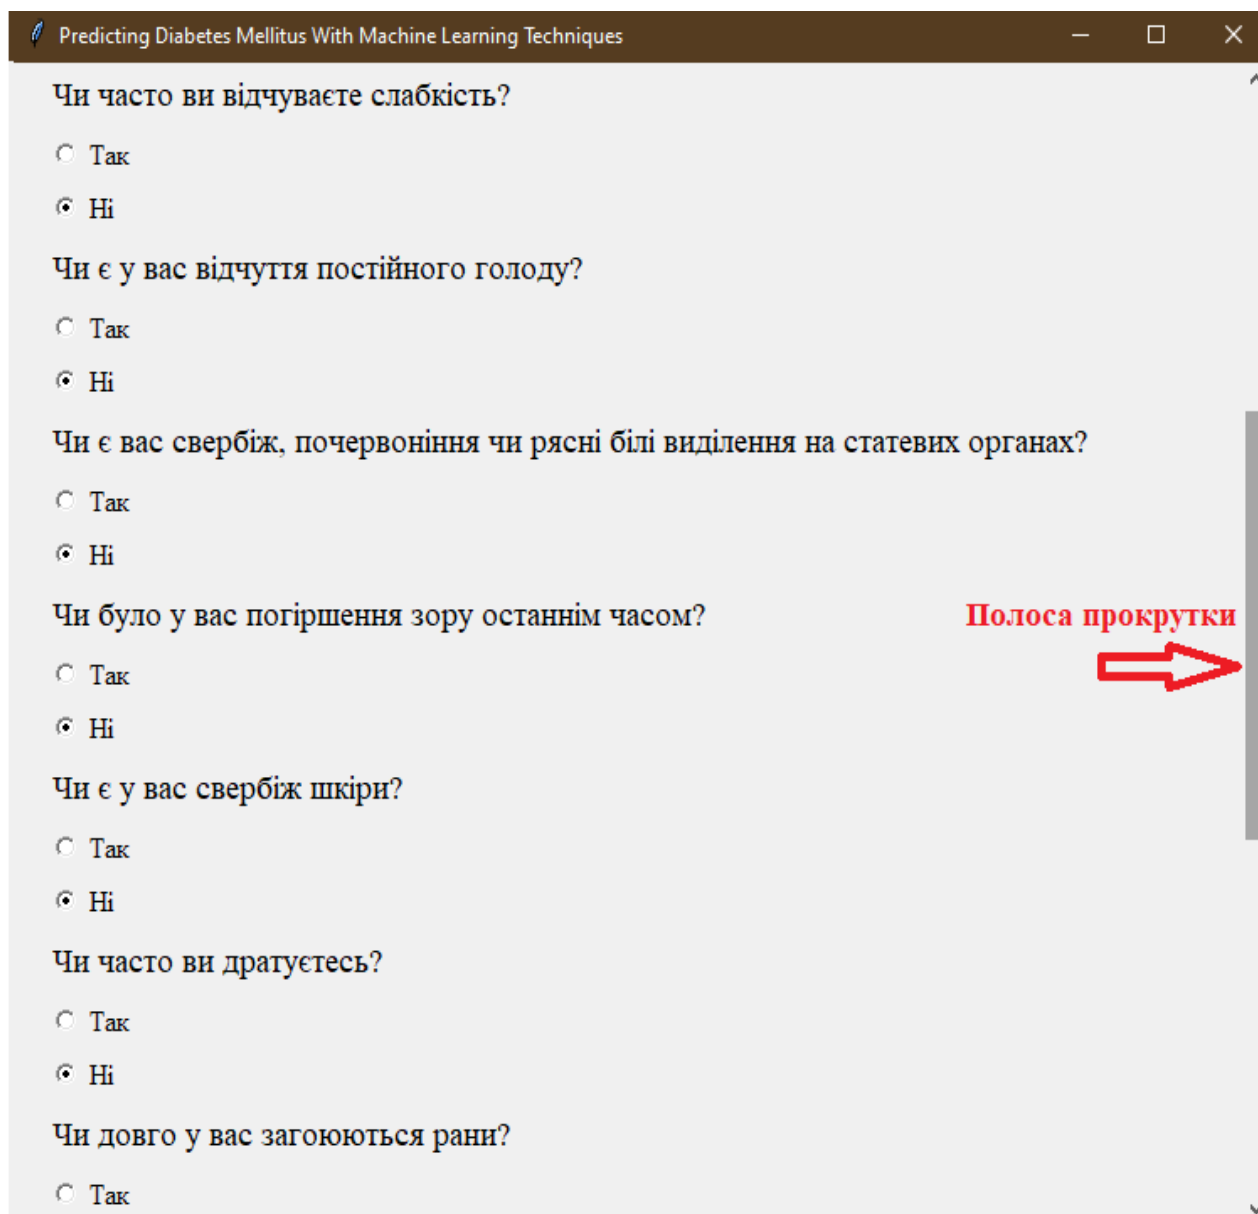 Predicting Diabetes Mellitus With Machine Learning Techniques
Чи часто ви відчуваєте слабкість?
Так
Ні
Чи є у вас відчуття постійного голоду?
Так
Ні
Чи є вас свербіж, почервоніння чи рясні білі виділення на статевих органах?
Так
Ні
Чи було у вас погіршення зору останнім часом?
Полоса прокрутки
Так
Ні
Чи є у вас свербіж шкіри?
Так
Ні
Чи часто ви дратуєтесь?
Так
Ні
Чи довго у вас загоюються рани?
Так